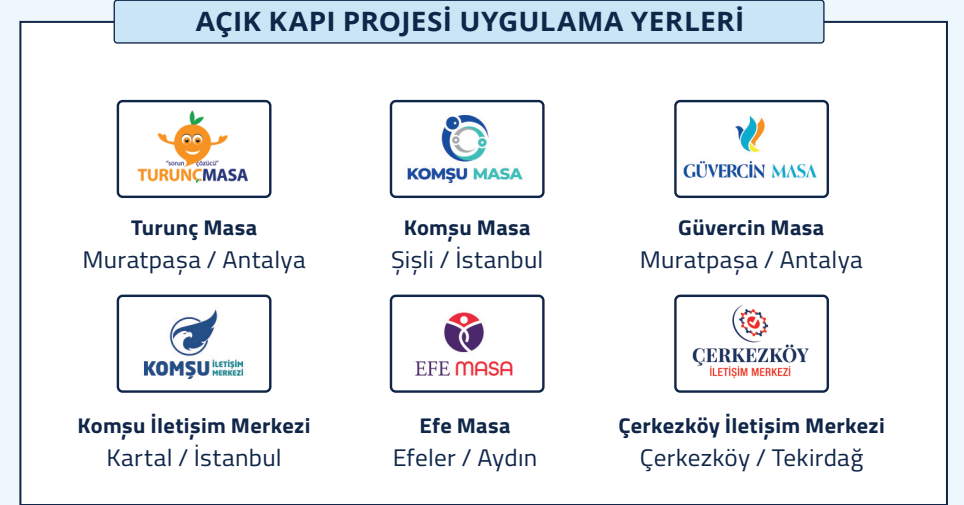 AÇIK KAPI PROJESİ UYGULAMA YERLERİ
"sorun çözücü"
TURUNÇMASA
KOMŞU MASA
GÜVERCİN MASA
Turunç Masa
Muratpaşa / Antalya
Komşu Masa
Şişli / İstanbul
Güvercin Masa
Muratpaşa / Antalya
KOMŞU İLETİŞİM MERKEZİ
EFE MASA
ÇERKEZKÖY
İLETİŞİM MERKEZİ
Komşu İletişim Merkezi
Kartal / İstanbul
Efe Masa
Efeler / Aydın
Çerkezköy İletişim Merkezi
Çerkezköy / Tekirdağ